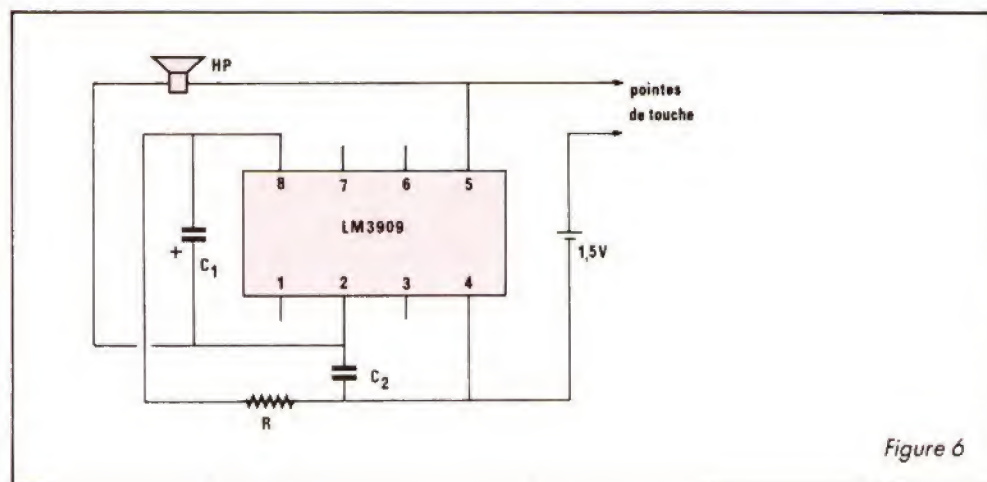 HP
pointes
de touche
8 7 6 5
LM3909
+ C1
1,5V
1 2 3 4
C2
R
Figure 6